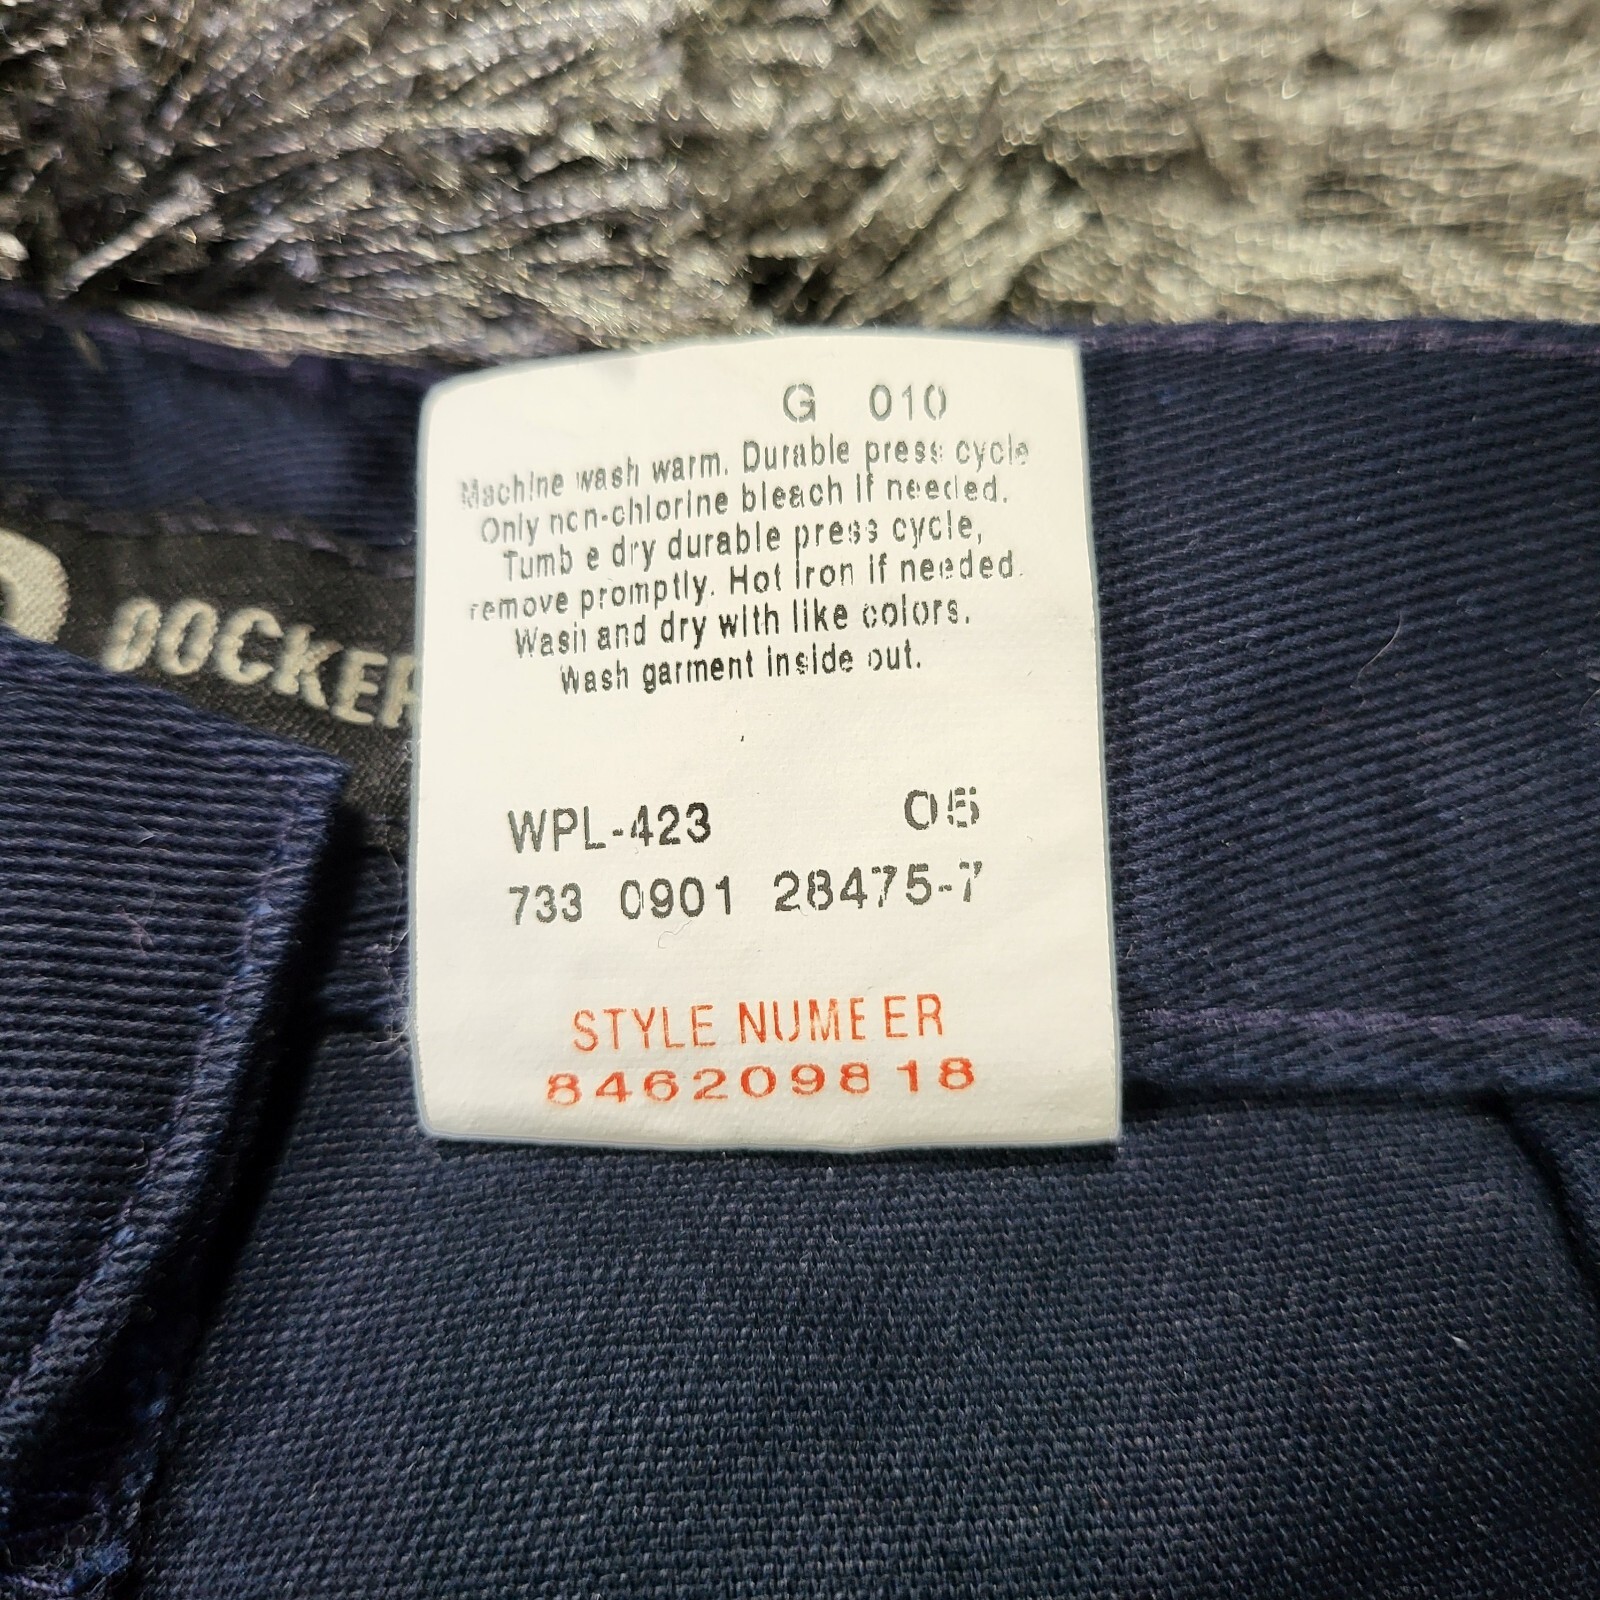 G 010
Machine wash warm. Durable press cycle
Only non-chlorine bleach if needed.
Tumb e dry durable press cycle,
remove promptly. Hot iron if needed.
Wash and dry with like colors.
Wash garment inside out.
DOCKER
WPL-423 05
733 0901 28475-7
STYLE NUMBER
846209818